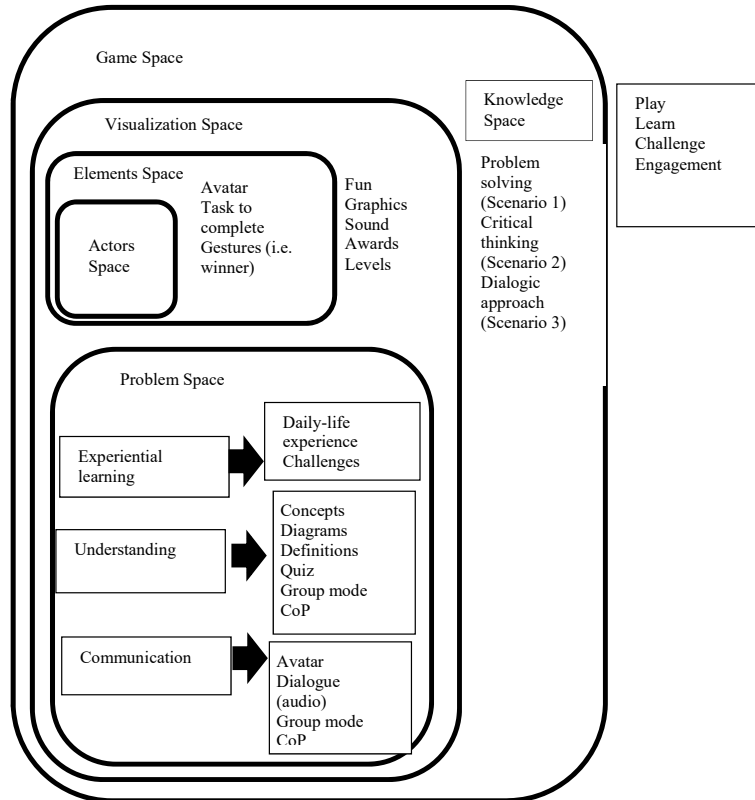 Game Space
Visualization Space
Elements Space
Actors
Space
Avatar
Task to
complete
Gestures (i.e.
winner)
Fun
Graphics
Sound
Awards
Levels
Knowledge
Space
Problem
solving
(Scenario 1)
Critical
thinking
(Scenario 2)
Dialogic
approach
(Scenario 3)
Play
Learn
Challenge
Engagement
Problem Space
Experiential
learning
Daily-life
experience
Challenges
Understanding
Concepts
Diagrams
Definitions
Quiz
Group mode
CoP
Communication
Avatar
Dialogue
(audio)
Group mode
CoP